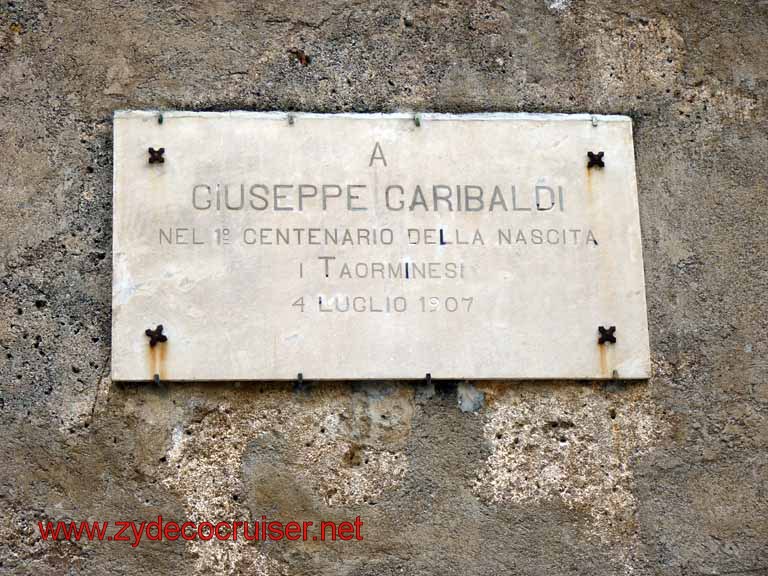 A
GIUSEPPE GARIBALDI
NEL 1º CENTENARIO DELLA NASCITA
I TAORMINESI
4 LUGLIO 1907
www.zydecocruiser.net